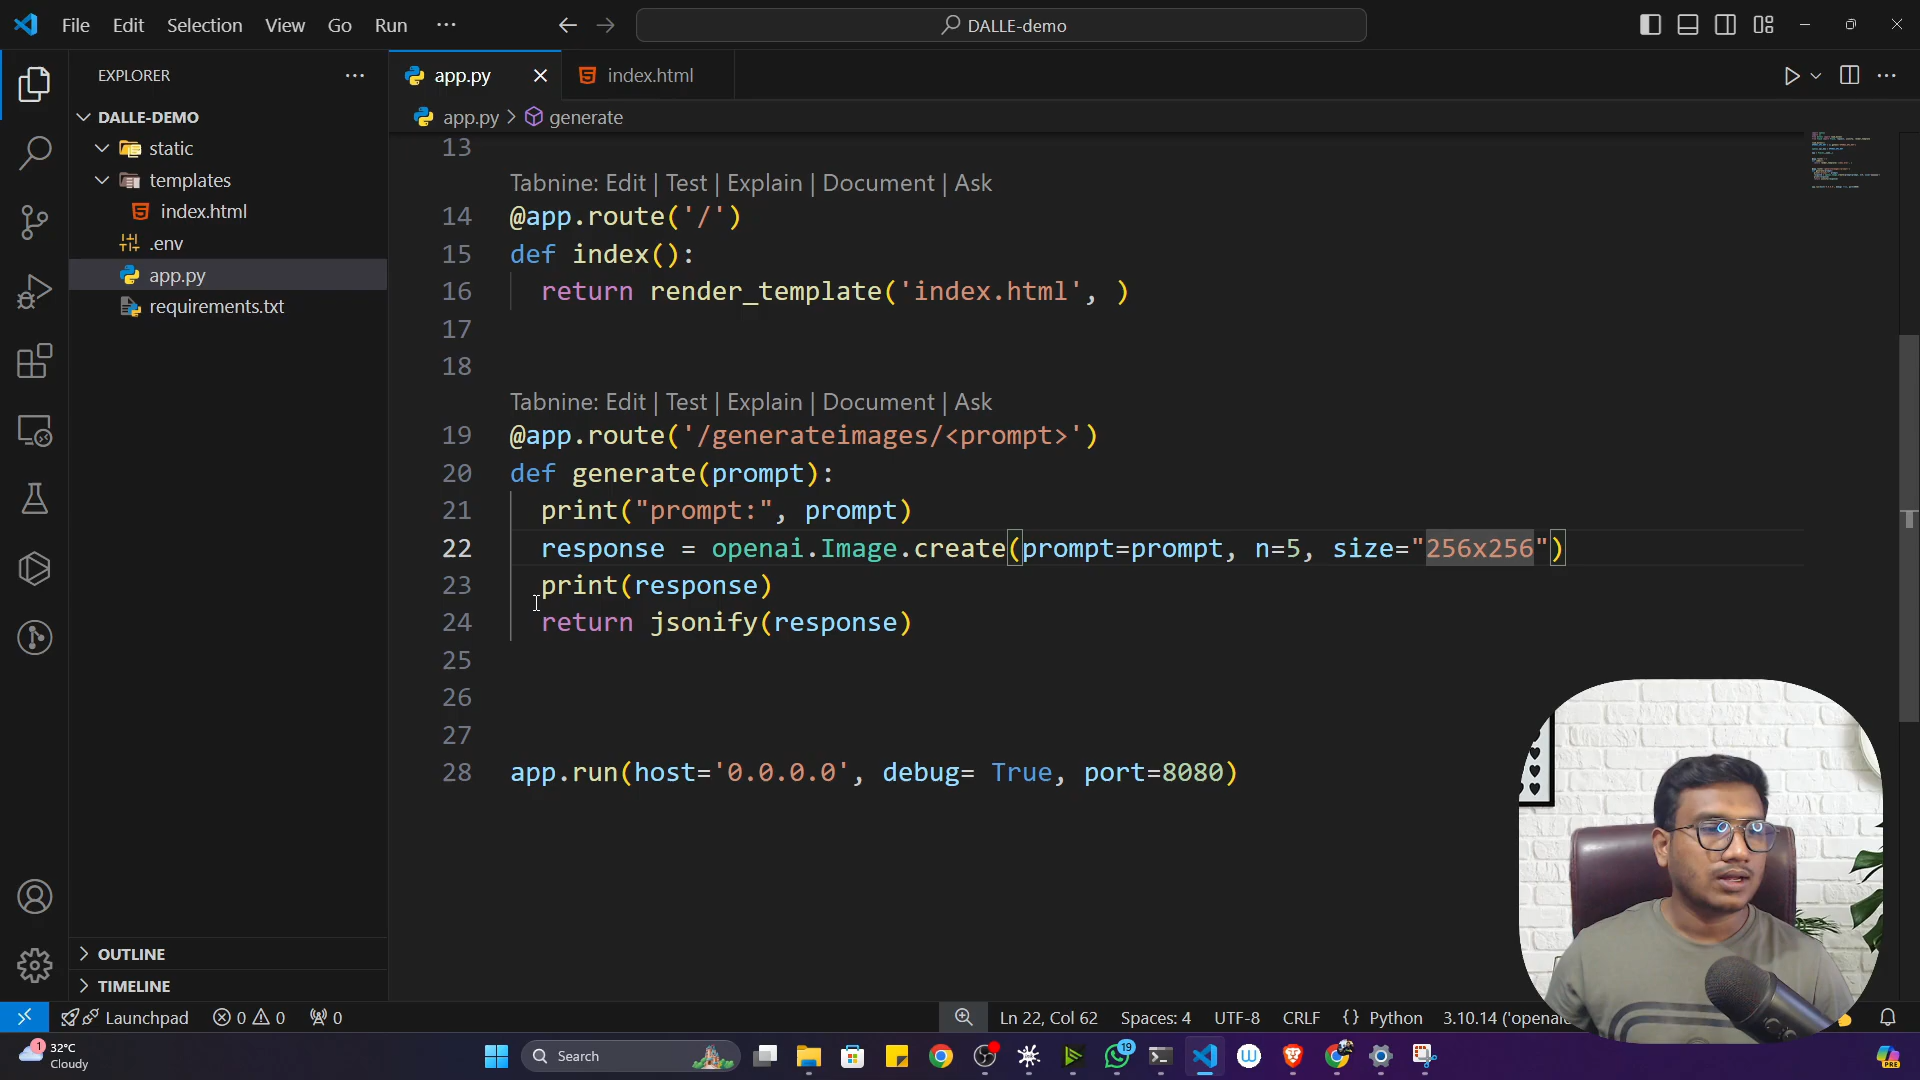 File Edit Selection View Go Run ···
DALLE-demo
EXPLORER
DALLE-DEMO
static
templates
index.html
.env
app.py
requirements.txt
OUTLINE
TIMELINE
app.py
index.html
app.py > generate
13
Tabnine: Edit | Test | Explain | Document | Ask
14 @app.route('/')
15 def index():
16 return render_template('index.html', )
17
18
Tabnine: Edit | Test | Explain | Document | Ask
19 @app.route('/generateimages/<prompt>')
20 def generate(prompt):
21 print("prompt:", prompt)
22 response = openai.Image.create(prompt=prompt, n=5, size="256x256")
23 print(response)
24 return jsonify(response)
25
26
27
28 app.run(host='0.0.0.0', debug= True, port=8080)
Launchpad 0 0 0
Ln 22, Col 62 Spaces: 4 UTF-8 CRLF {} Python 3.10.14 ('openai
1
32°C
Cloudy
Search
19
PRE